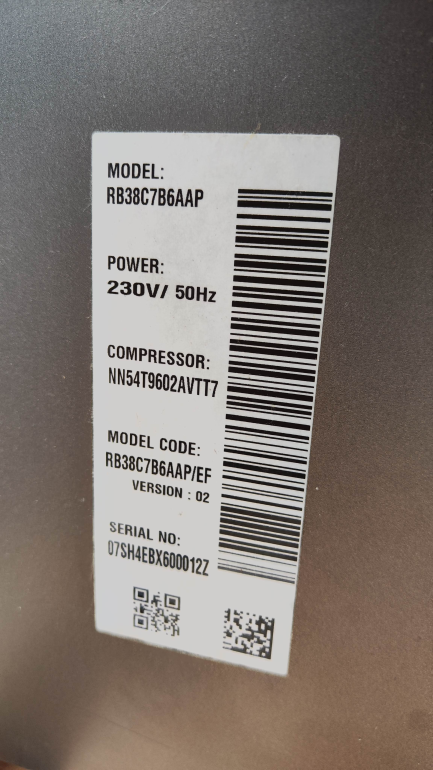 MODEL:
RB38C7B6AAP
POWER:
230V/ 50Hz
COMPRESSOR:
NN54T9602AVTT7
MODEL CODE:
RB38C7B6AAP/EF
VERSION : 02
SERIAL NO:
07SH4EBX600012Z